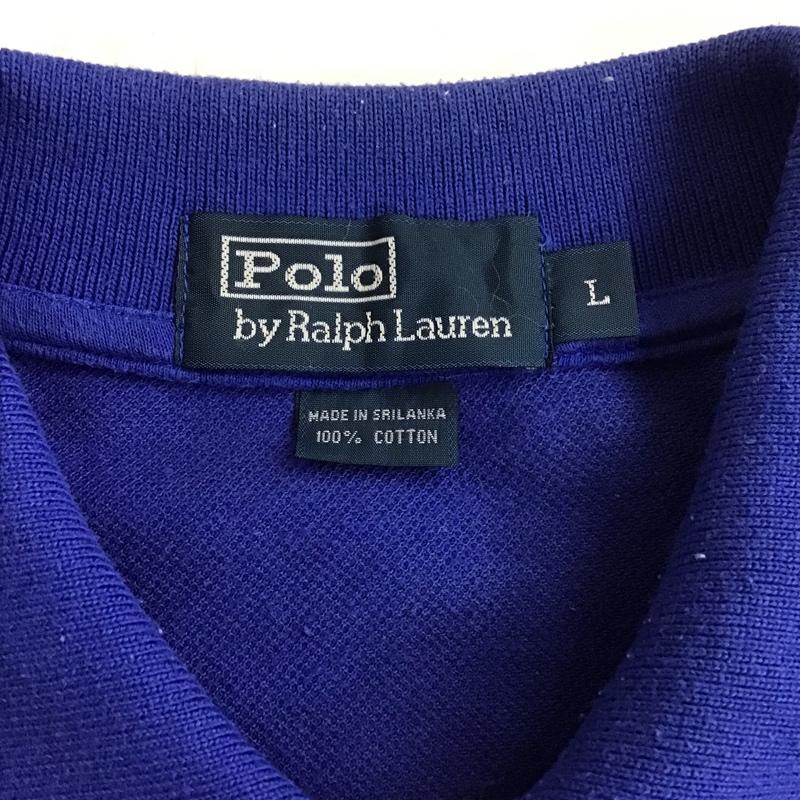 Polo
by Ralph Lauren
L
MADE IN SRILANKA
100% COTTON